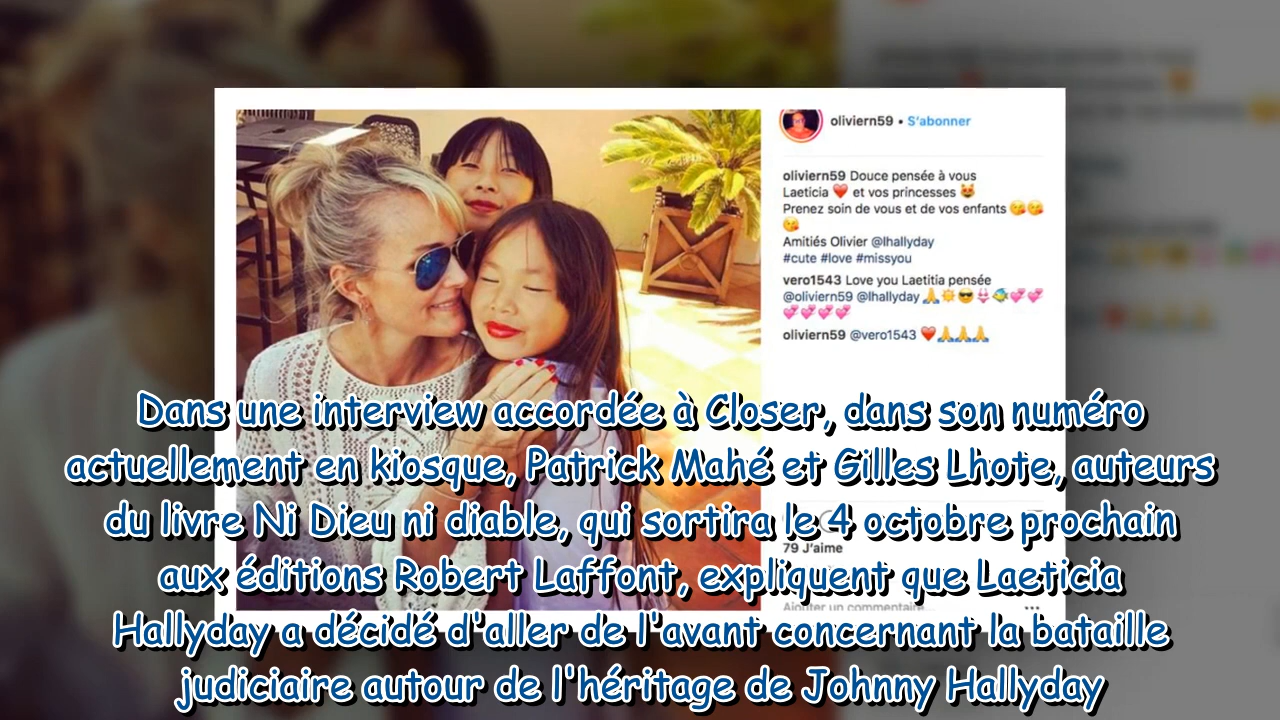 oliviern59 • S'abonner
oliviern59 Douce pensée à vous
Laeticia ❤️ et vos princesses 😻
Prenez soin de vous et de vos enfants 😘😘
😘
Amitiés Olivier @lhallyday
#cute #love #missyou
vero1543 Love you Laetitia pensée
@oliviern59 @lhallyday 🙏☀️😎👙🐠💞💞
💞💞💞💞
oliviern59 @vero1543 ❤️🙏🙏🙏
Dans une interview accordée à Closer, dans son numéro
actuellement en kiosque, Patrick Mahé et Gilles Lhote, auteurs
du livre Ni Dieu ni diable, qui sortira le 4 octobre prochain
79 J'aime
aux éditions Robert Laffont, expliquent que Laeticia
Ajouter un commentaire...
Hallyday a décidé d'aller de l'avant concernant la bataille
judiciaire autour de l'héritage de Johnny Hallyday